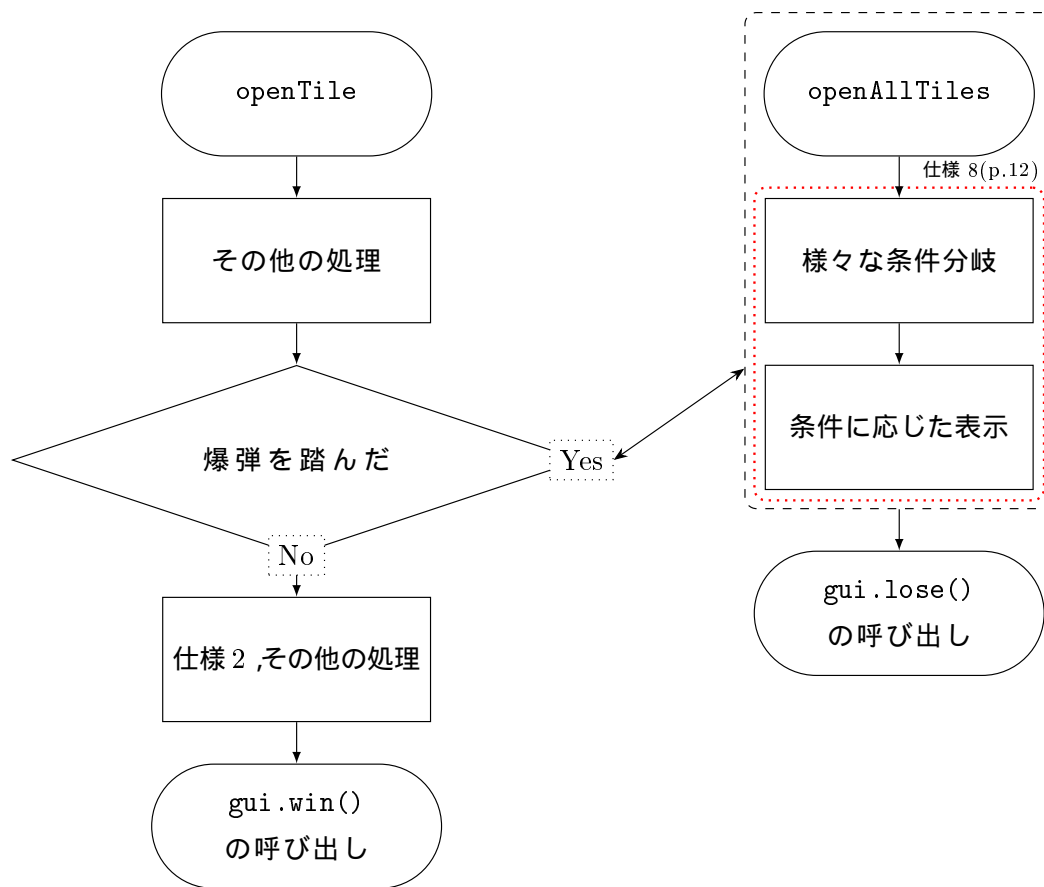 openTile
その他の処理
爆弾を踏んだ
Yes
No
仕様 2 ,その他の処理
gui.win()
の呼び出し
openAllTiles
仕様 8(p.12)
様々な条件分岐
条件に応じた表示
gui.lose()
の呼び出し